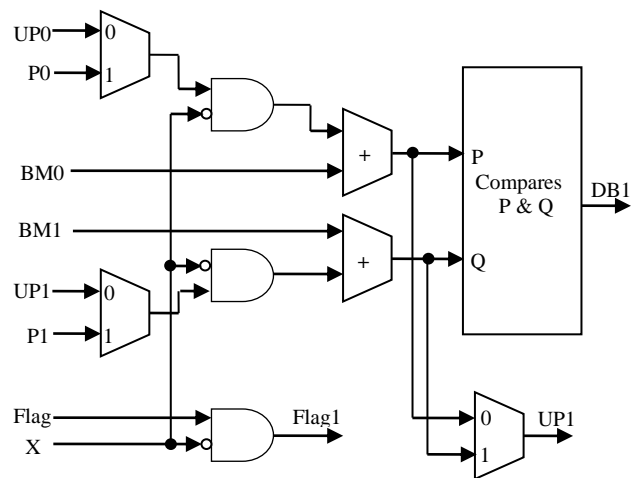 UP0
0
P0
1
BM0
+
P
Compares
P & Q
DB1
BM1
+
Q
UP1
0
P1
1
Flag
Flag1
X
0
UP1
1